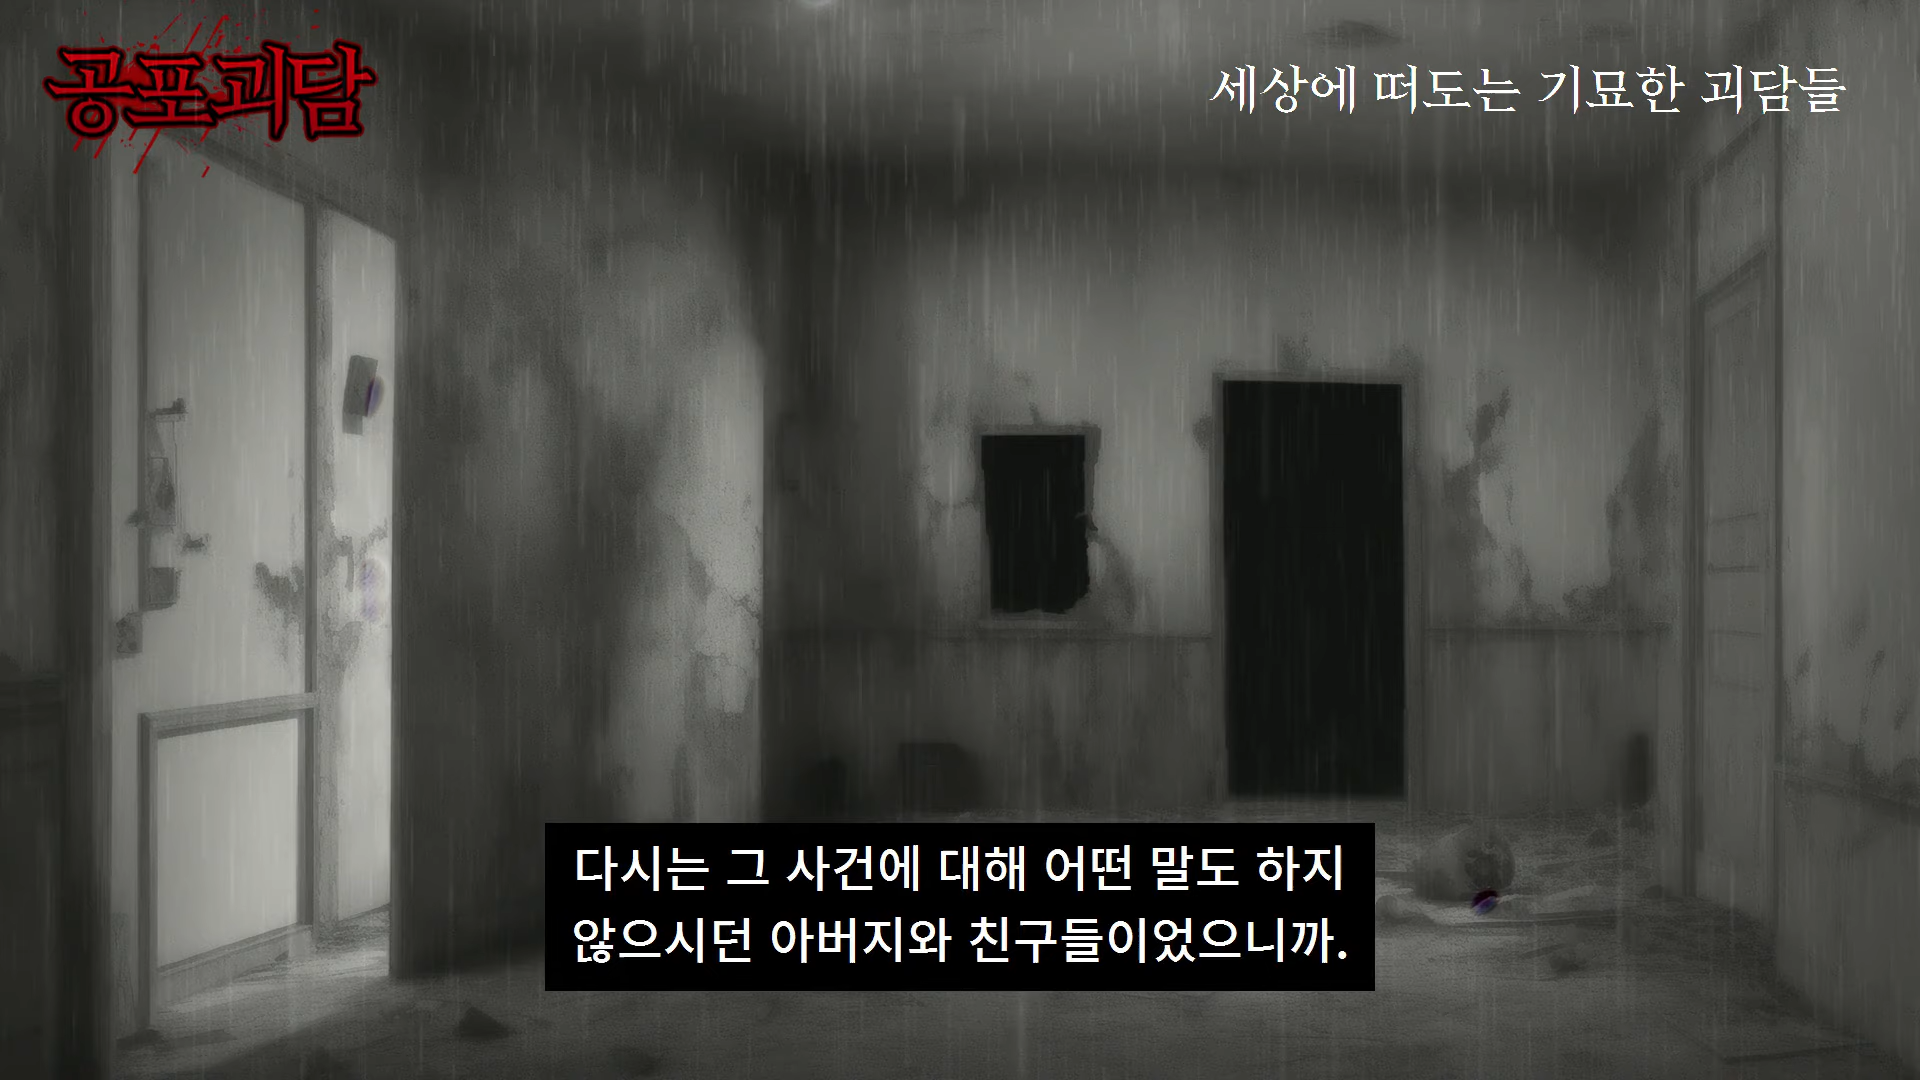 공포괴담
세상에 떠도는 기묘한 괴담들
다시는 그 사건에 대해 어떤 말도 하지
않으시던 아버지와 친구들이었으니까.